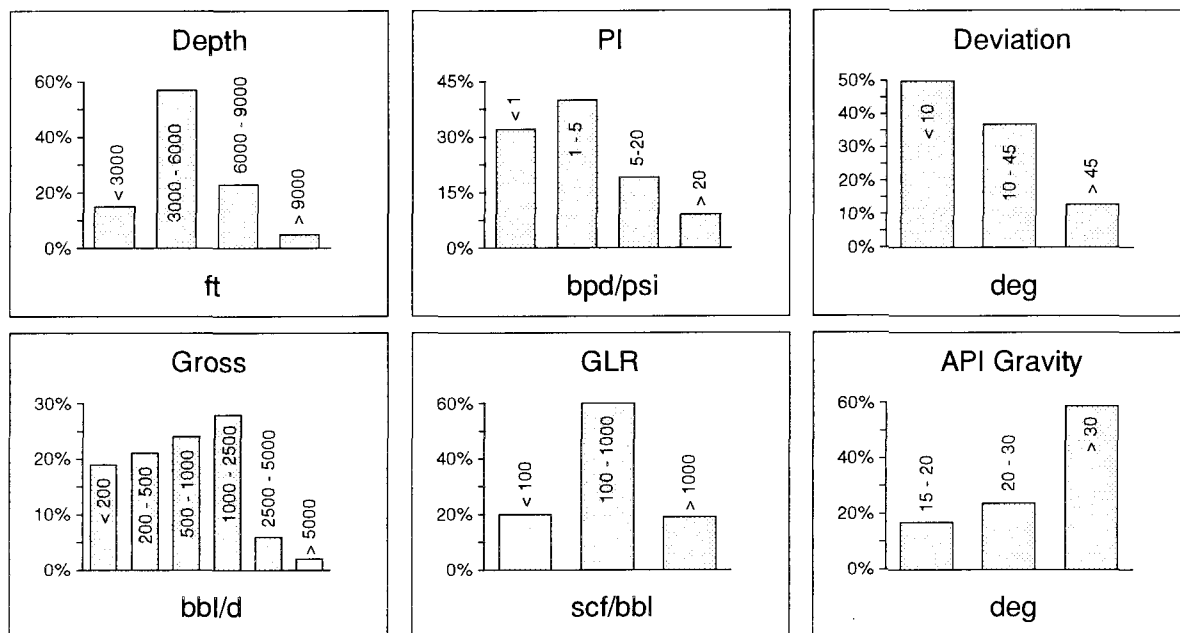 Depth
60%
40%
20%
0%
< 3000
3000 - 6000
6000 - 9000
> 9000
ft
PI
45%
30%
15%
0%
< 1
1 - 5
5-20
> 20
bpd/psi
Deviation
50%
40%
30%
20%
10%
0%
< 10
10 - 45
> 45
deg
Gross
30%
20%
10%
0%
< 200
200 - 500
500 - 1000
1000 - 2500
2500 - 5000
> 5000
bbl/d
GLR
60%
40%
20%
0%
< 100
100 - 1000
> 1000
scf/bbl
API Gravity
60%
40%
20%
0%
15 - 20
20 - 30
> 30
deg